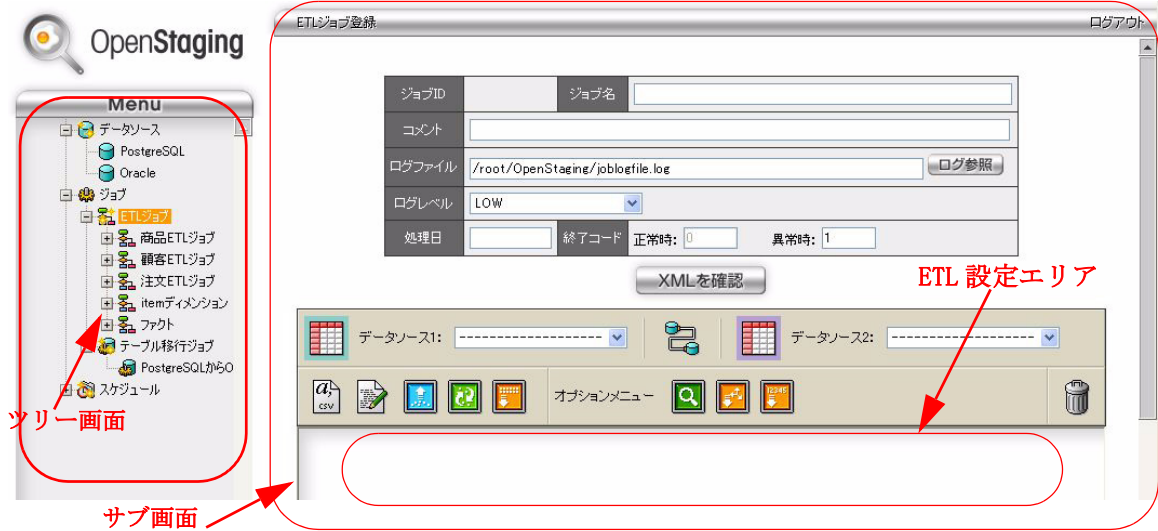 OpenStaging
Menu
データソース
PostgreSQL
Oracle
ジョブ
ETLジョブ
商品ETLジョブ
顧客ETLジョブ
注文ETLジョブ
itemディメンション
ファクト
テーブル移行ジョブ
PostgreSQLからO
スケジュール
ツリー画面
サブ画面
ETLジョブ登録
ログアウト
ジョブID
ジョブ名
コメント
ログファイル
/root/OpenStaging/joblogfile.log
ログ参照
ログレベル
LOW
処理日
終了コード 正常時: 0 異常時: 1
XMLを確認
ETL 設定エリア
データソース1: -------------------
データソース2: -------------------
a, csv
オプションメニュー
12345